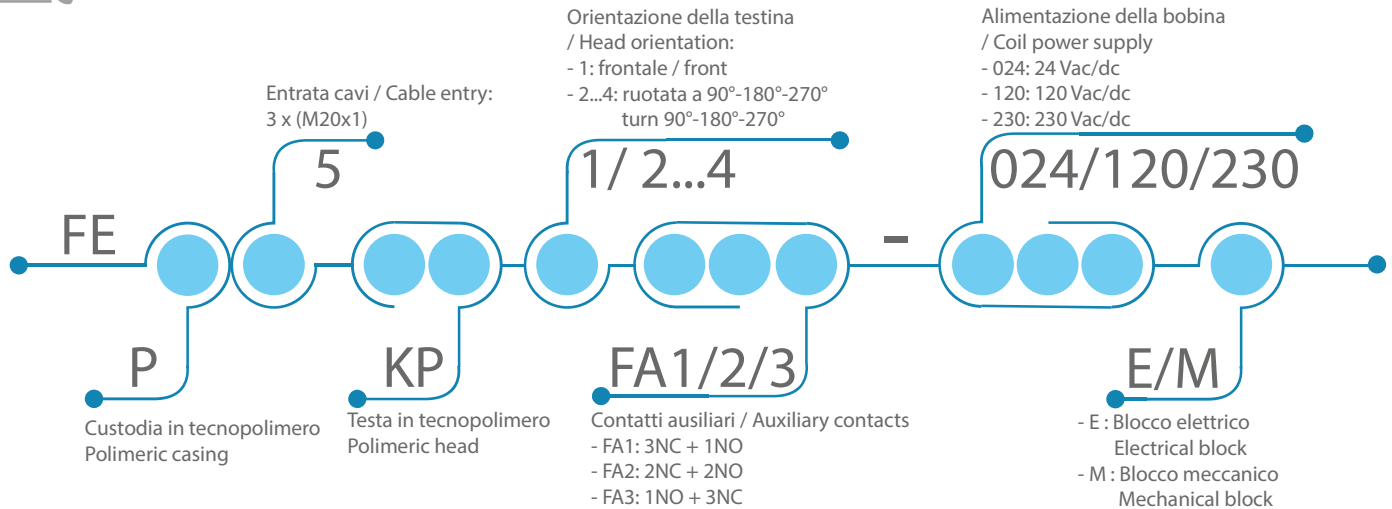 Orientazione della testina
/ Head orientation:
- 1: frontale / front
- 2...4: ruotata a 90°-180°-270°
turn 90°-180°-270°
Alimentazione della bobina
/ Coil power supply
- 024: 24 Vac/dc
- 120: 120 Vac/dc
- 230: 230 Vac/dc
Entrata cavi / Cable entry:
3 x (M20x1)
5
1/ 2...4
024/120/230
FE
-
P
KP
FA1/2/3
E/M
Custodia in tecnopolimero
Polimeric casing
Testa in tecnopolimero
Polimeric head
Contatti ausiliari / Auxiliary contacts
- FA1: 3NC + 1NO
- FA2: 2NC + 2NO
- FA3: 1NO + 3NC
- E : Blocco elettrico
Electrical block
- M : Blocco meccanico
Mechanical block